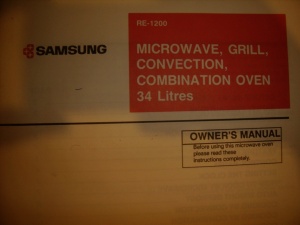 RE-1200
SAMSUNG
MICROWAVE, GRILL,
CONVECTION,
COMBINATION OVEN
34 Litres
OWNER'S MANUAL
Before using this microwave oven
please read these
instructions completely.